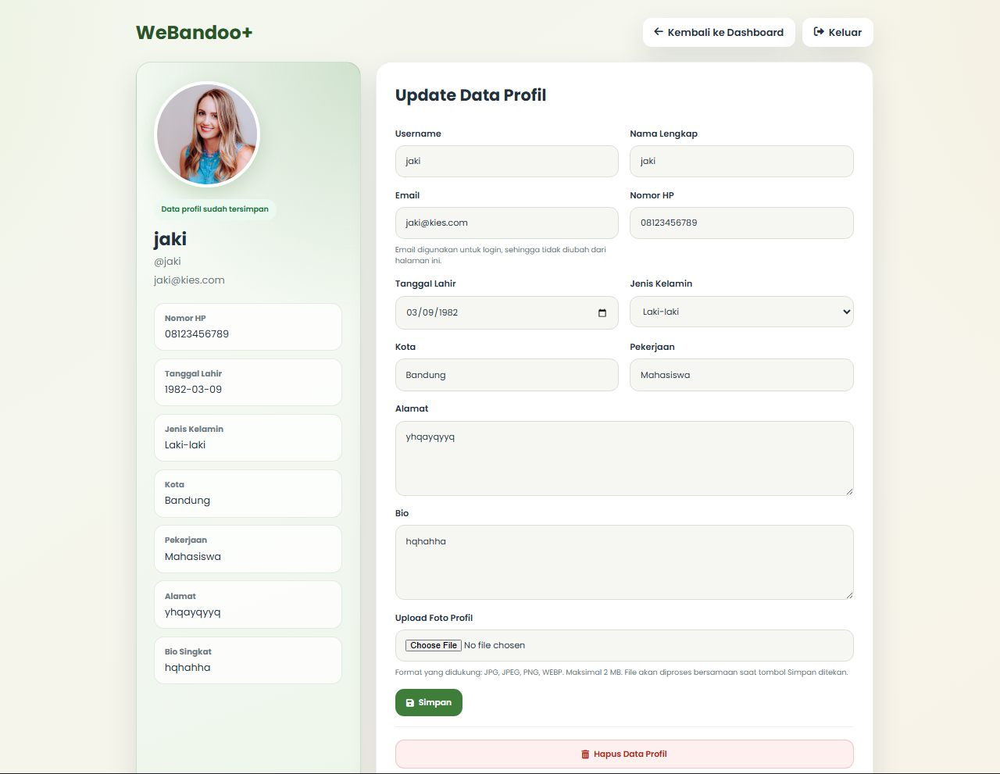 WeBandoo+
Kembali ke Dashboard
Keluar
Data profil sudah tersimpan
jaki
@jaki
jaki@kies.com
Nomor HP
08123456789
Tanggal Lahir
1982-03-09
Jenis Kelamin
Laki-laki
Kota
Bandung
Pekerjaan
Mahasiswa
Alamat
yhqayqyyq
Bio Singkat
hqhahha
Update Data Profil
Username
jaki
Nama Lengkap
jaki
Email
jaki@kies.com
Email digunakan untuk login, sehingga tidak diubah dari
halaman ini.
Nomor HP
08123456789
Tanggal Lahir
03/09/1982
Jenis Kelamin
Laki-laki
Kota
Bandung
Pekerjaan
Mahasiswa
Alamat
yhqayqyyq
Bio
hqhahha
Upload Foto Profil
Choose File No file chosen
Format yang didukung: JPG, JPEG, PNG, WEBP. Maksimal 2 MB. File akan diproses bersamaan saat tombol Simpan ditekan.
Simpan
Hapus Data Profil